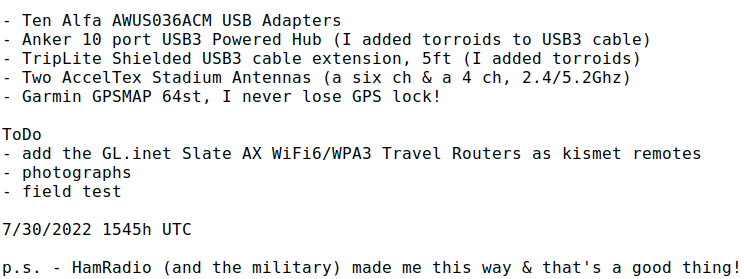 - Ten Alfa AWUS036ACM USB Adapters
- Anker 10 port USB3 Powered Hub (I added torroids to USB3 cable)
- TripLite Shielded USB3 cable extension, 5ft (I added torroids)
- Two AccelTex Stadium Antennas (a six ch & a 4 ch, 2.4/5.2Ghz)
- Garmin GPSMAP 64st, I never lose GPS lock!
ToDo
- add the GL.inet Slate AX WiFi6/WPA3 Travel Routers as kismet remotes
- photographs
- field test
7/30/2022 1545h UTC
p.s. - HamRadio (and the military) made me this way & that's a good thing!